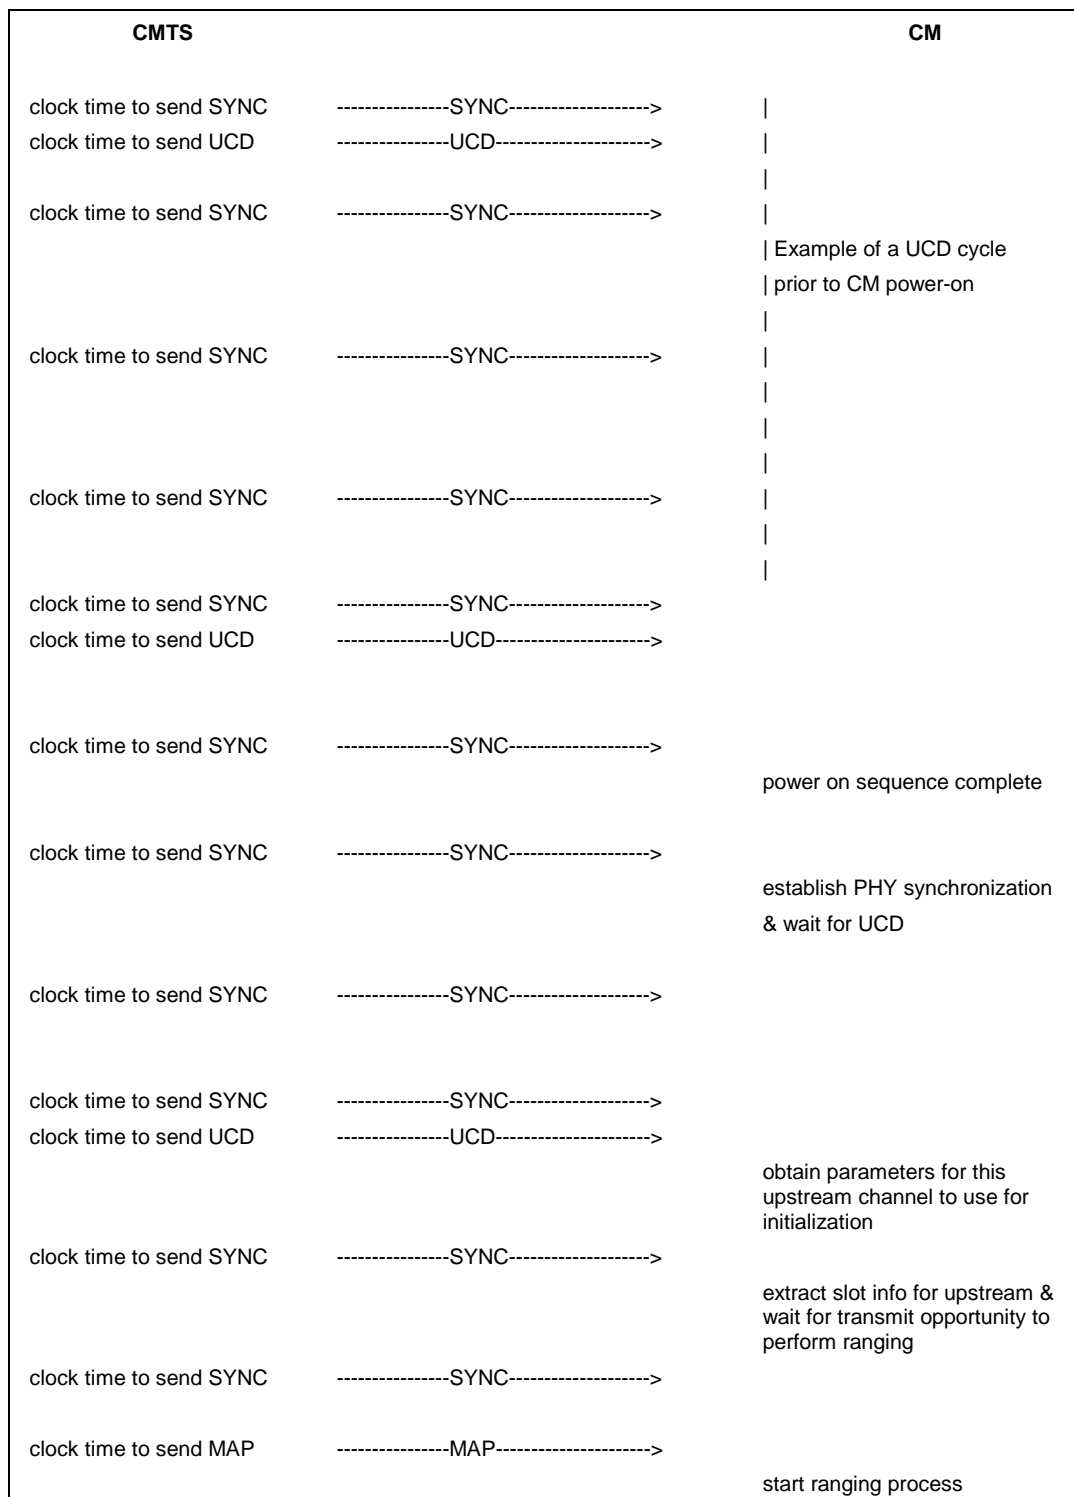 CMTS CM
clock time to send SYNC ----------------SYNC--------------------> |
clock time to send UCD ----------------UCD----------------------> |
|
clock time to send SYNC ----------------SYNC--------------------> |
| Example of a UCD cycle
| prior to CM power-on
|
clock time to send SYNC ----------------SYNC--------------------> |
|
|
|
clock time to send SYNC ----------------SYNC--------------------> |
|
|
clock time to send SYNC ----------------SYNC-------------------->
clock time to send UCD ----------------UCD---------------------->
clock time to send SYNC ----------------SYNC-------------------->
power on sequence complete
clock time to send SYNC ----------------SYNC-------------------->
establish PHY synchronization
& wait for UCD
clock time to send SYNC ----------------SYNC-------------------->
clock time to send SYNC ----------------SYNC-------------------->
clock time to send UCD ----------------UCD---------------------->
obtain parameters for this
upstream channel to use for
initialization
clock time to send SYNC ----------------SYNC-------------------->
extract slot info for upstream &
wait for transmit opportunity to
perform ranging
clock time to send SYNC ----------------SYNC-------------------->
clock time to send MAP ----------------MAP---------------------->
start ranging process